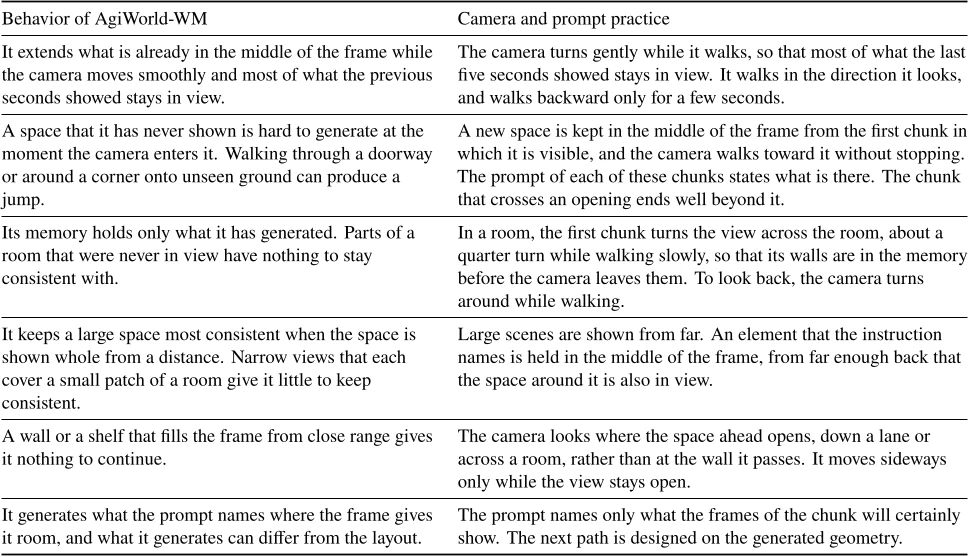 Behavior of AgiWorld-WM
Camera and prompt practice
It extends what is already in the middle of the frame while
the camera moves smoothly and most of what the previous
seconds showed stays in view.
The camera turns gently while it walks, so that most of what the last
five seconds showed stays in view. It walks in the direction it looks,
and walks backward only for a few seconds.
A space that it has never shown is hard to generate at the
moment the camera enters it. Walking through a doorway
or around a corner onto unseen ground can produce a
jump.
A new space is kept in the middle of the frame from the first chunk in
which it is visible, and the camera walks toward it without stopping.
The prompt of each of these chunks states what is there. The chunk
that crosses an opening ends well beyond it.
Its memory holds only what it has generated. Parts of a
room that were never in view have nothing to stay
consistent with.
In a room, the first chunk turns the view across the room, about a
quarter turn while walking slowly, so that its walls are in the memory
before the camera leaves them. To look back, the camera turns
around while walking.
It keeps a large space most consistent when the space is
shown whole from a distance. Narrow views that each
cover a small patch of a room give it little to keep
consistent.
Large scenes are shown from far. An element that the instruction
names is held in the middle of the frame, from far enough back that
the space around it is also in view.
A wall or a shelf that fills the frame from close range gives
it nothing to continue.
The camera looks where the space ahead opens, down a lane or
across a room, rather than at the wall it passes. It moves sideways
only while the view stays open.
It generates what the prompt names where the frame gives
it room, and what it generates can differ from the layout.
The prompt names only what the frames of the chunk will certainly
show. The next path is designed on the generated geometry.